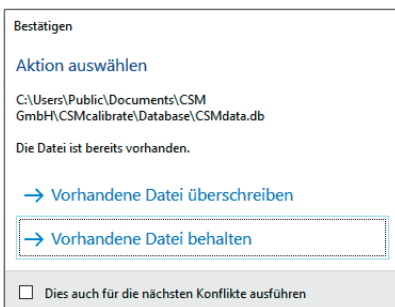 Bestätigen
Aktion auswählen
C:\Users\Public\Documents\CSM
GmbH\CSMcalibrate\Database\CSMdata.db
Die Datei ist bereits vorhanden.
→ Vorhandene Datei überschreiben
→ Vorhandene Datei behalten
Dies auch für die nächsten Konflikte ausführen